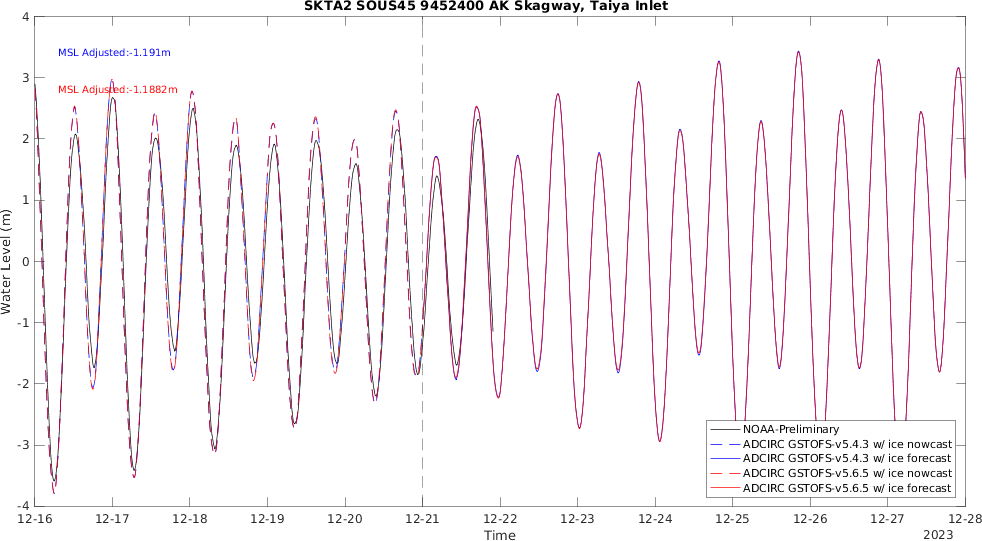 SKTA2 SOUS45 9452400 AK Skagway, Taiya Inlet
4
3
2
1
0
-1
-2
-3
-4
Water Level (m)
MSL Adjusted:-1.191m
MSL Adjusted:-1.1882m
NOAA-Preliminary
ADCIRC GSTOFS-v5.4.3 w/ ice nowcast
ADCIRC GSTOFS-v5.4.3 w/ ice forecast
ADCIRC GSTOFS-v5.6.5 w/ ice nowcast
ADCIRC GSTOFS-v5.6.5 w/ ice forecast
12-16 12-17 12-18 12-19 12-20 12-21 12-22 12-23 12-24 12-25 12-26 12-27 12-28
Time
2023